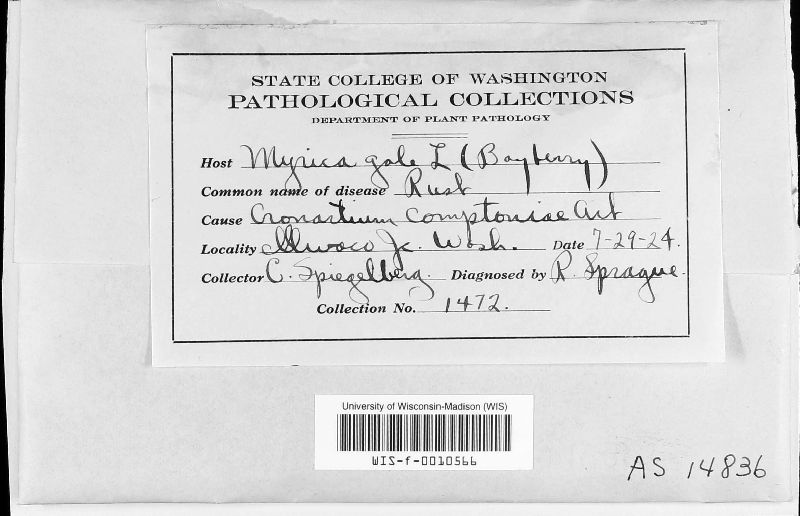 STATE COLLEGE OF WASHINGTON
PATHOLOGICAL COLLECTIONS
DEPARTMENT OF PLANT PATHOLOGY
Host Myrica gale L (Bayberry)
Common name of disease Rust
Cause Cronartium Comptoniae Art
Locality Ilwaco Jc. Wash. Date 7-29-24.
Collector C. Spiegelberg. Diagnosed by R. Sprague.
Collection No. 1472.
University of Wisconsin-Madison (WIS)
WIS-f-0010566
AS 14836